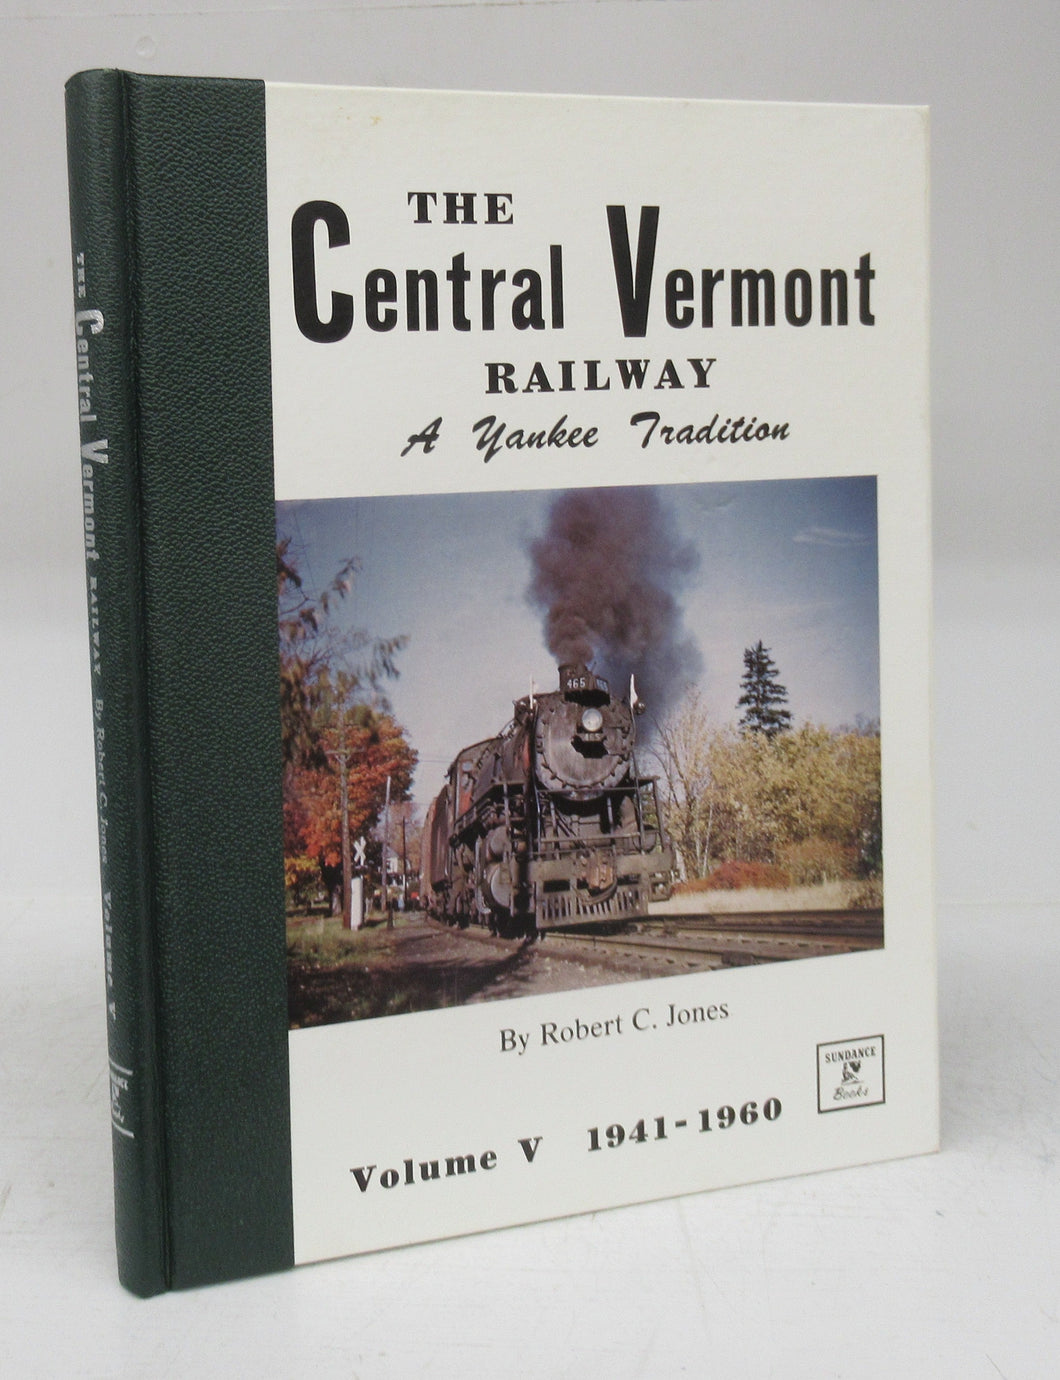 THE
Central Vermont
RAILWAY
A Yankee Tradition
465
465
By Robert C. Jones
SUNDANCE
Books
Volume V 1941-1960
THE Central Vermont RAILWAY By Robert C. Jones Volume V